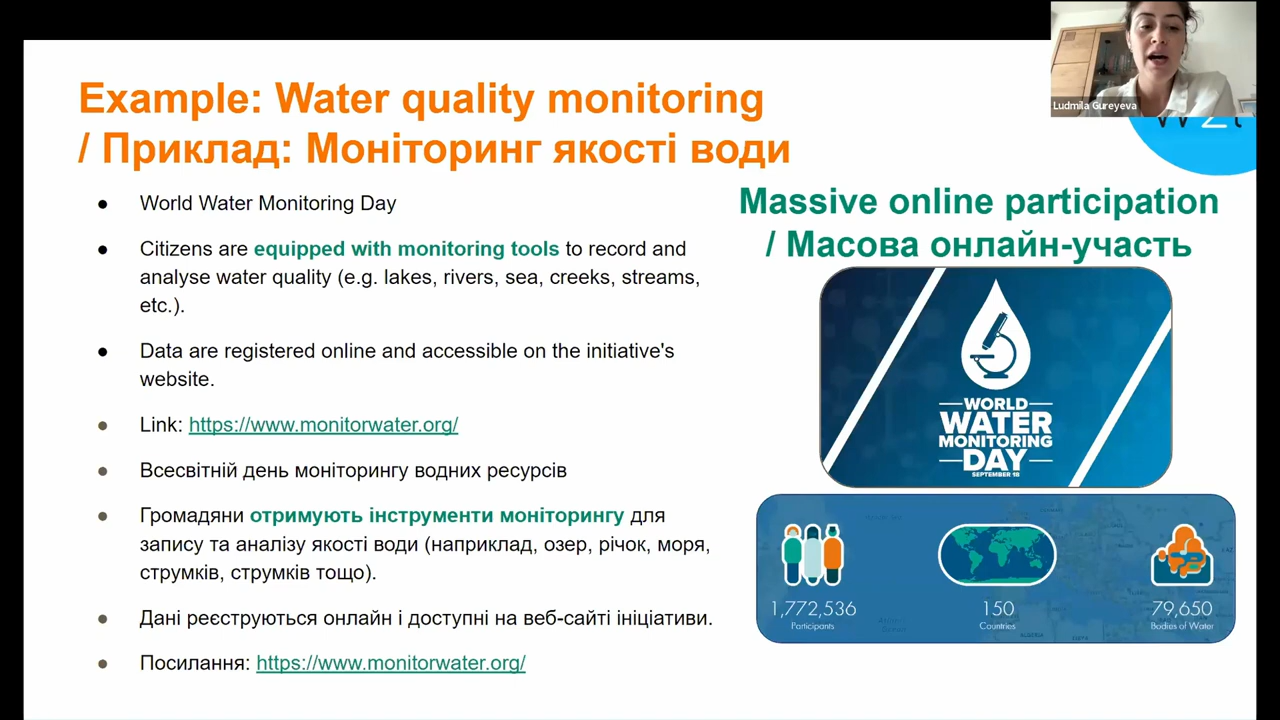 Example: Water quality monitoring
/ Приклад: Моніторинг якості води
Ludmila Gureyeva
● World Water Monitoring Day
● Citizens are equipped with monitoring tools to record and
analyse water quality (e.g. lakes, rivers, sea, creeks, streams,
etc.).
● Data are registered online and accessible on the initiative's
website.
● Link: https://www.monitorwater.org/
● Всесвітній день моніторингу водних ресурсів
● Громадяни отримують інструменти моніторингу для
запису та аналізу якості води (наприклад, озер, річок, моря,
струмків, струмків тощо).
● Дані реєструються онлайн і доступні на веб-сайті ініціативи.
● Посилання: https://www.monitorwater.org/
Massive online participation
/ Масова онлайн-участь
WORLD
WATER
MONITORING
DAY
SEPTEMBER 18
1,772,536
Participants
150
Countries
79,650
Bodies of Water